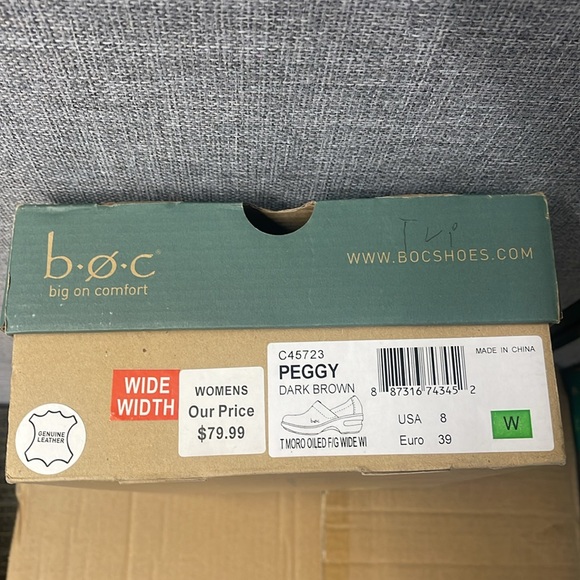 b·ø·c
big on comfort
WWW.BOCSHOES.COM
GENUINE
LEATHER
WIDE
WIDTH
WOMENS
Our Price
$79.99
C45723
PEGGY
DARK BROWN
T MORO OILED F/G WIDE WI
8 87316 74345 2
USA 8
Euro 39
MADE IN CHINA
W